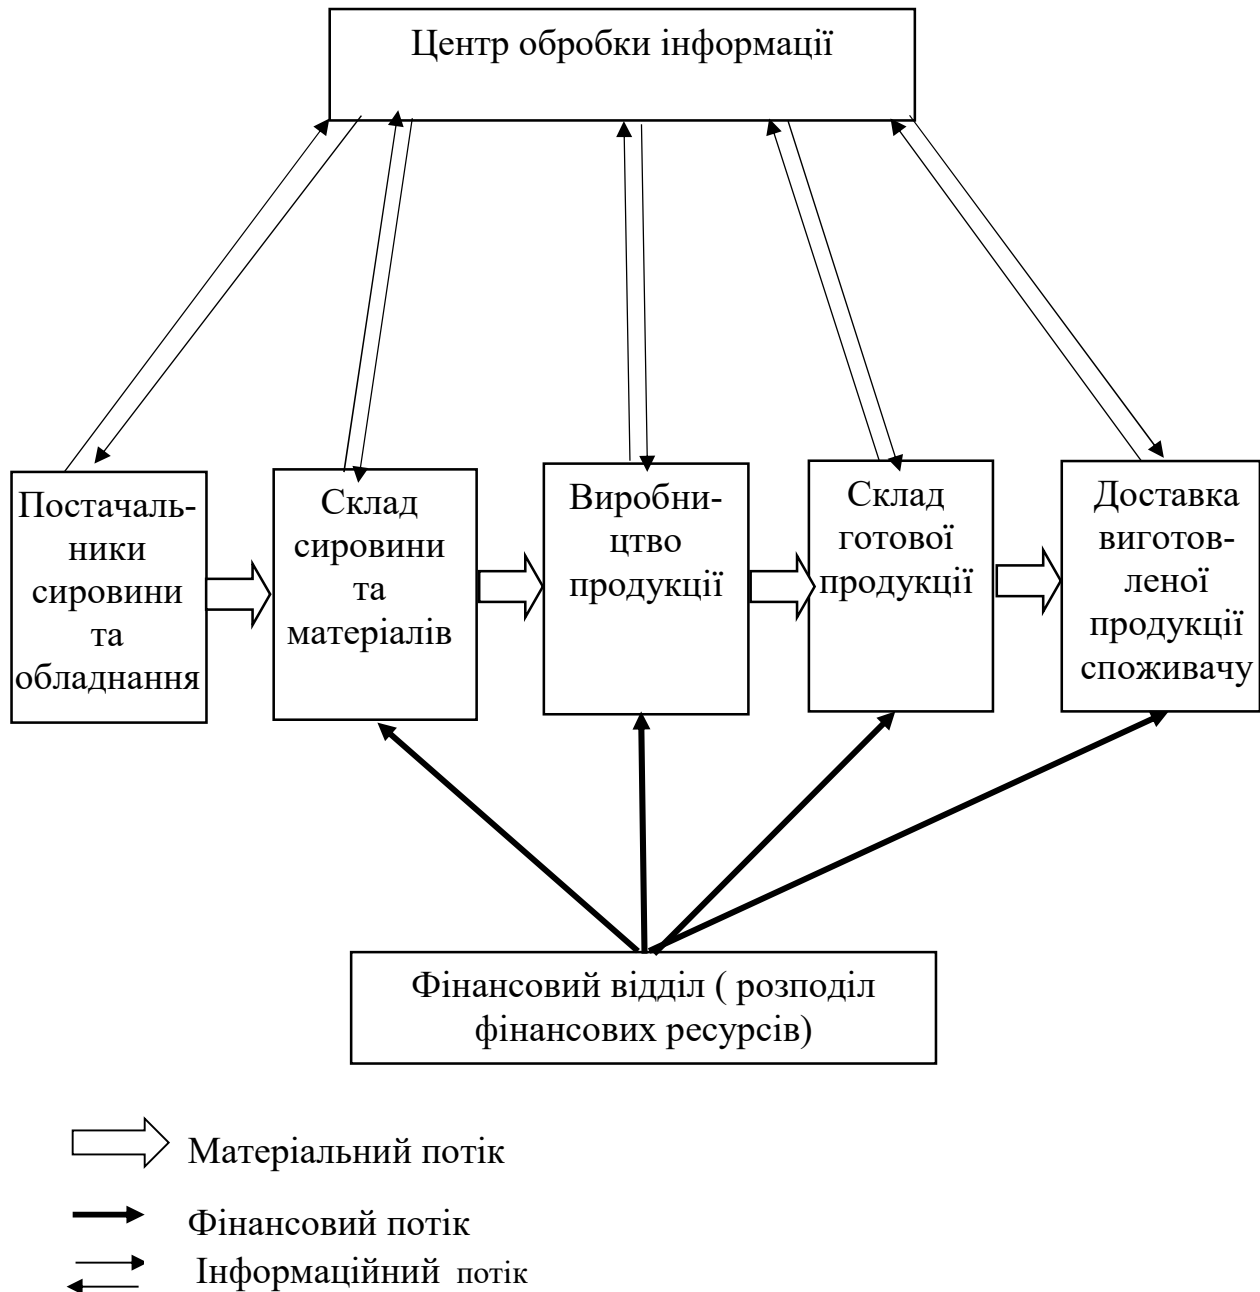 Центр обробки інформації
Постачаль-
ники
сировини
та
обладнання
Склад
сировини
та
матеріалів
Виробни-
цтво
продукції
Склад
готової
продукції
Доставка
виготов-
леної
продукції
споживачу
Фінансовий відділ ( розподіл
фінансових ресурсів)
Матеріальний потік
Фінансовий потік
Інформаційний потік